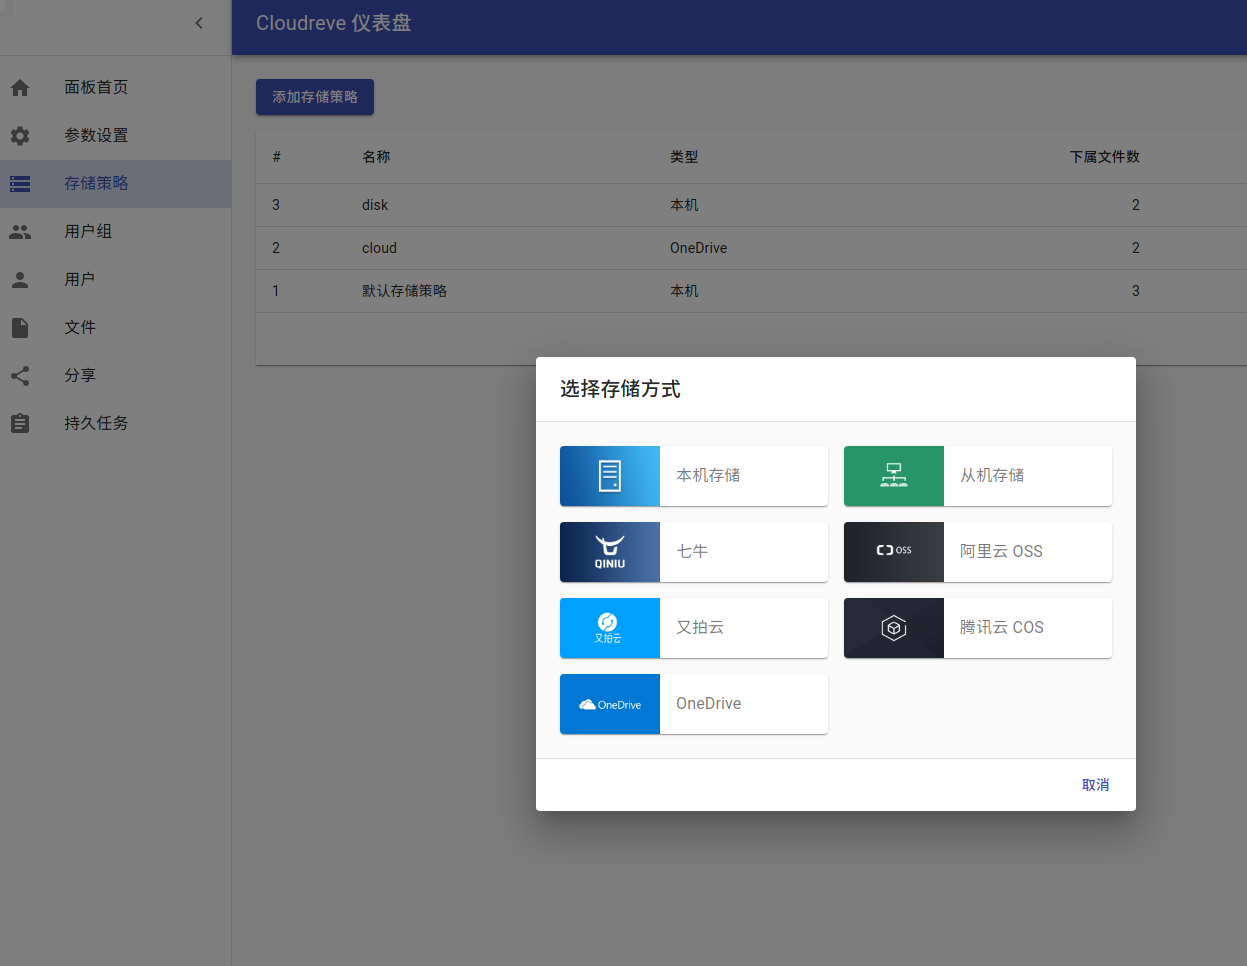 Cloudreve 仪表盘
面板首页
参数设置
存储策略
用户组
用户
文件
分享
持久任务
添加存储策略
# 名称 类型 下属文件数
3 disk 本机 2
2 cloud OneDrive 2
1 默认存储策略 本机 3
选择存储方式
本机存储
从机存储
QINIU 七牛
OSS 阿里云 OSS
又拍云 又拍云
腾讯云 COS
OneDrive OneDrive
取消